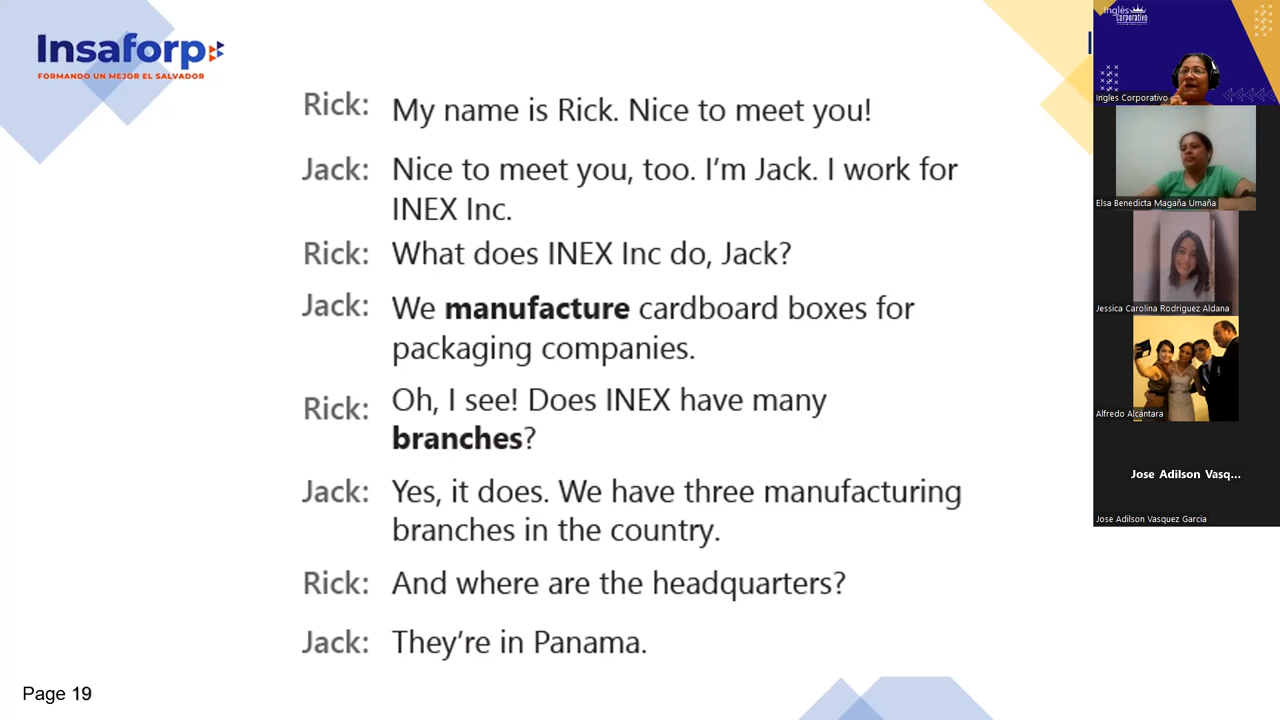 Insaforp
FORMANDO UN MEJOR EL SALVADOR
Rick: My name is Rick. Nice to meet you!
Jack: Nice to meet you, too. I'm Jack. I work for
INEX Inc.
Rick: What does INEX Inc do, Jack?
Jack: We manufacture cardboard boxes for
packaging companies.
Rick: Oh, I see! Does INEX have many
branches?
Jack: Yes, it does. We have three manufacturing
branches in the country.
Rick: And where are the headquarters?
Jack: They're in Panama.
Page 19
Inglés
Corporativo
Ingles Corporativo
Elsa Benedicta Magaña Umaña
Jessica Carolina Rodriguez Aldana
Alfredo Alcántara
Jose Adilson Vasq...
Jose Adilson Vasquez Garcia